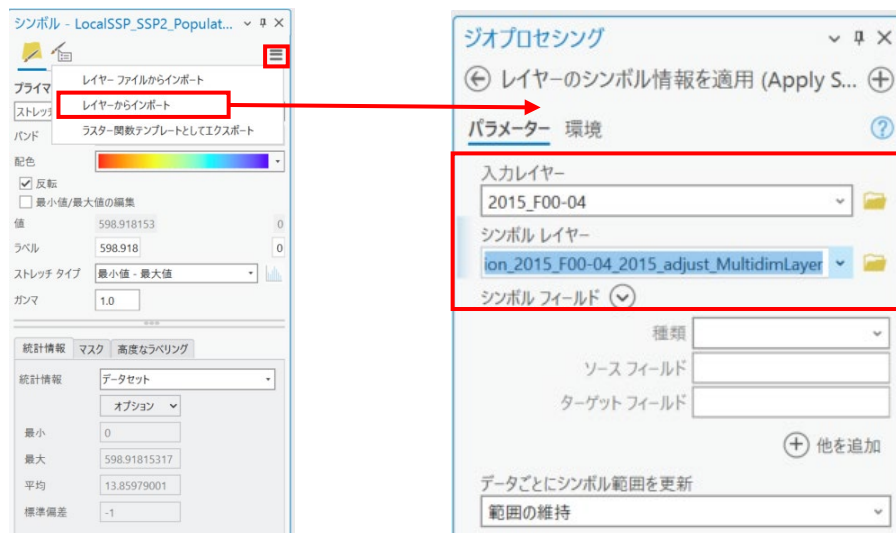 シンボル - LocalSSP_SSP2_Populat...
レイヤー ファイルからインポート
プライマ
レイヤーからインポート
ストレッチ
ラスター関数テンプレートとしてエクスポート
バンド
配色
反転
最小値/最大値の編集
値 598.918153 0
ラベル 598.918 0
ストレッチ タイプ 最小値 - 最大値
ガンマ 1.0
統計情報 マスク 高度なラベリング
統計情報 データセット
オプション
最小 0
最大 598.91815317
平均 13.85979001
標準偏差 -1
ジオプロセシング
レイヤーのシンボル情報を適用 (Apply S...
パラメーター 環境
入力レイヤー
2015_F00-04
シンボル レイヤー
ion_2015_F00-04_2015_adjust_MultidimLayer
シンボル フィールド
種類
ソース フィールド
ターゲット フィールド
他を追加
データごとにシンボル範囲を更新
範囲の維持